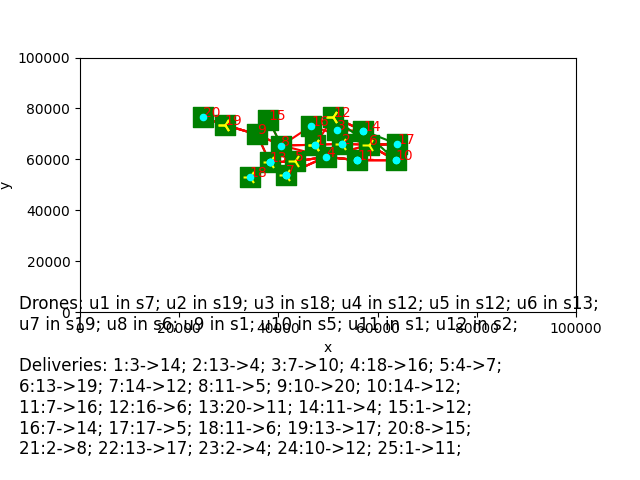 100000
80000
60000
40000
20000
0
y
0 20000 40000 60000 80000 100000
x
Drones: u1 in s7; u2 in s19; u3 in s18; u4 in s12; u5 in s12; u6 in s13;
u7 in s19; u8 in s6; u9 in s1; u10 in s5; u11 in s1; u12 in s2;
Deliveries: 1:3->14; 2:13->4; 3:7->10; 4:18->16; 5:4->7;
6:13->19; 7:14->12; 8:11->5; 9:10->20; 10:14->12;
11:7->16; 12:16->6; 13:20->11; 14:11->4; 15:1->12;
16:7->14; 17:17->5; 18:11->6; 19:13->17; 20:8->15;
21:2->8; 22:13->17; 23:2->4; 24:10->12; 25:1->11;